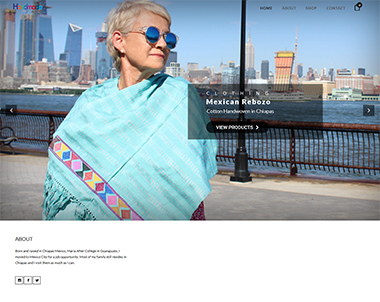 HOME ABOUT SHOP CONTACT
CLOTHING
Mexican Rebozo
Cotton Handwoven in Chiapas
VIEW PRODUCTS
ABOUT
Born and raised in Chiapas Mexico, Maria After College in Guanajuato, I
moved to Mexico City for a job opportunity. Most of my family still resides in
Chiapas and I visit them as much as I can.